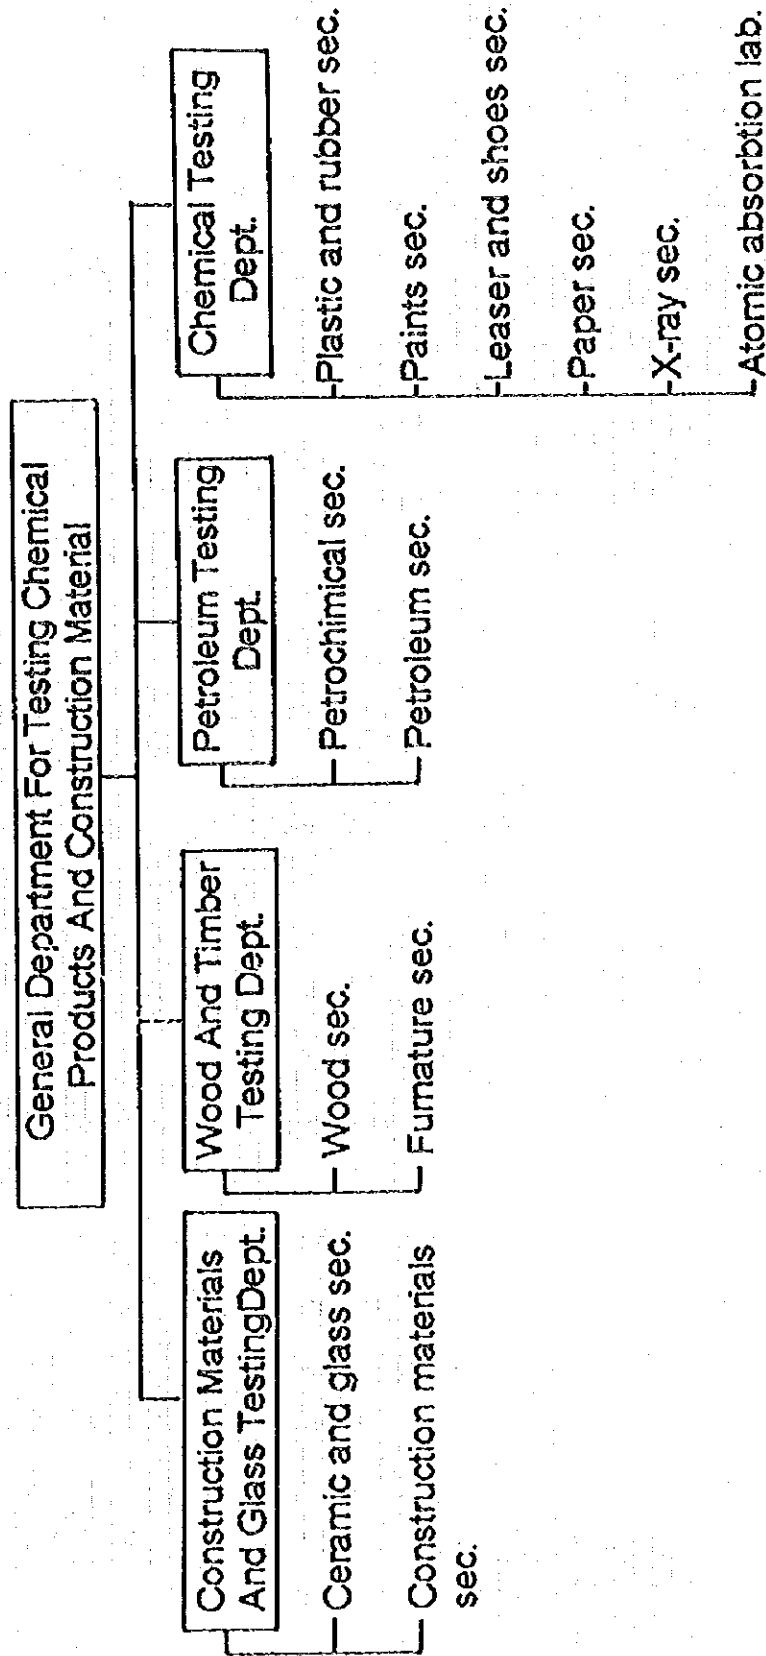 General Department For Testing Chemical
Products And Construction Material
Construction Materials
And Glass TestingDept.
Ceramic and glass sec.
Construction materials
sec.
Wood And Timber
Testing Dept.
Wood sec.
Furnature sec.
Petroleum Testing
Dept.
Petrochimical sec.
Petroleum sec.
Chemical Testing
Dept.
Plastic and rubber sec.
Paints sec.
Leaser and shoes sec.
Paper sec.
X-ray sec.
Atomic absorbtion lab.